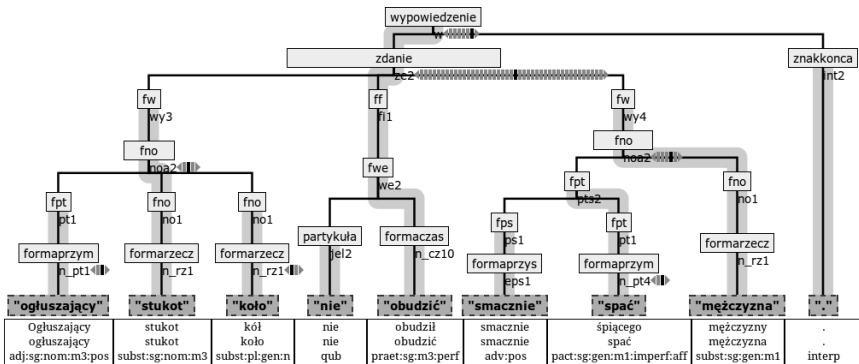 wypowiedzenie
w
zdanie znakkonca
ze2 int2
fw ff fw
wy3 fi1 wy4
fno fwe fno
noa2 we2 noa2
fpt fno fno fpt fno
pt1 no1 no1 pts2 no1
partykuła formaczas fps fpt
jel2 n_cz10 ps1 pt1
formaprzym formarzecz formarzecz formaprzys formaprzym formarzecz
n_pt1 n_rz1 n_rz1 eps1 n_pt4 n_rz1
"ogłuszający" "stukot" "koło" "nie" "obudzić" "smacznie" "spać" "mężczyzna" "."
Ogłuszający stukot kół nie obudził smacznie śpiącego mężczyzny .
ogłuszający stukot koło nie obudzić smacznie spać mężczyzna .
adj:sg:nom:m3:pos subst:sg:nom:m3 subst:pl:gen:n qub praet:sg:m3:perf adv:pos pact:sg:gen:m1:imperf:aff subst:sg:gen:m1 interp